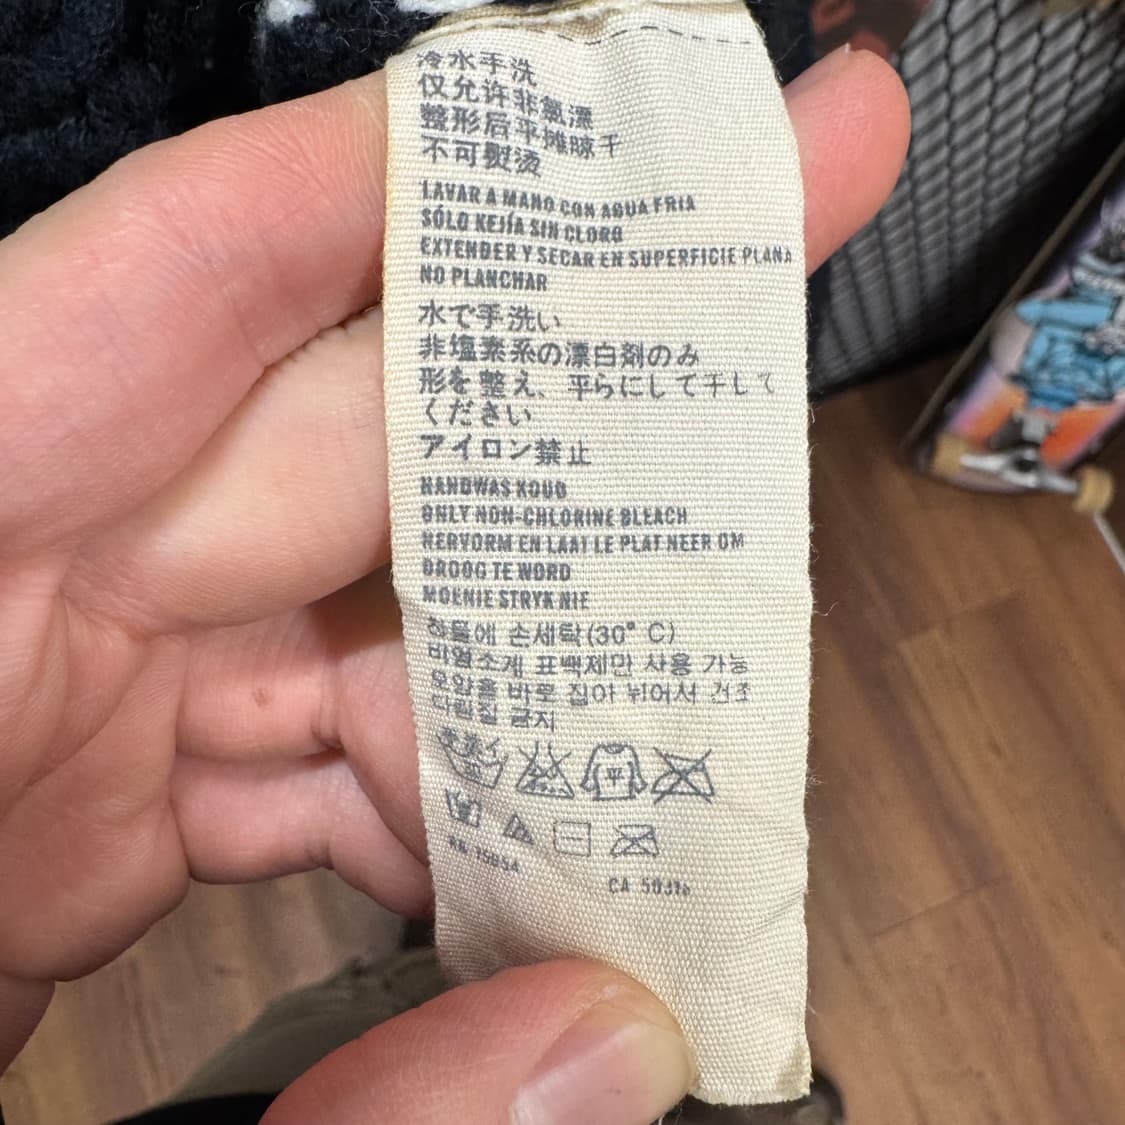 冷水手洗
仅允许非氯漂
整形后平摊晾干
不可熨烫
LAVAR A MANO CON AGUA FRIA
SÓLO KEJÍA SIN CLORO
EXTENDER Y SECAR EN SUPERFICIE PLANA
NO PLANCHAR
水で手洗い
非塩素系の漂白剤のみ
形を整え、平らにして干して
ください
アイロン禁止
HANDWAS KOUD
ONLY NON-CHLORINE BLEACH
HERVORM EN LAAT LE PLAT NEER OM
DROOG TE WORD
MOENIE STRYK NIE
찬물에 손세탁(30° C)
비염소계 표백제만 사용 가능
모양을 바로 잡아 뉘어서 건조
다림질 금지
平
CA